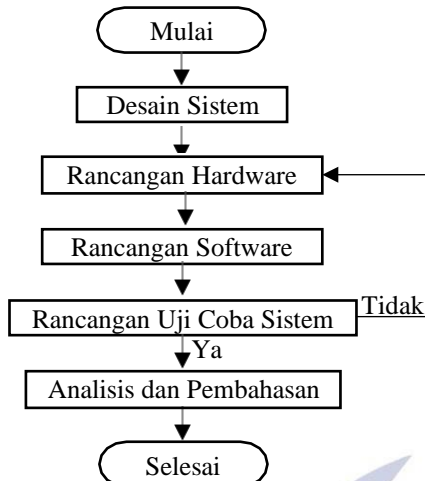 Mulai
Desain Sistem
Rancangan Hardware
Rancangan Software
Rancangan Uji Coba Sistem
Tidak
Ya
Analisis dan Pembahasan
Selesai